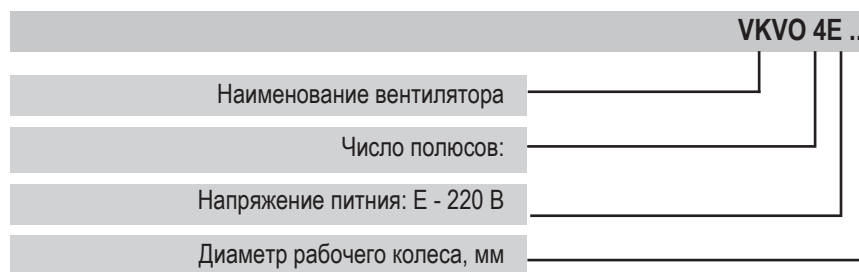 VKVO 4E ..
Наименование вентилятора
Число полюсов:
Напряжение питния: E - 220 В
Диаметр рабочего колеса, мм